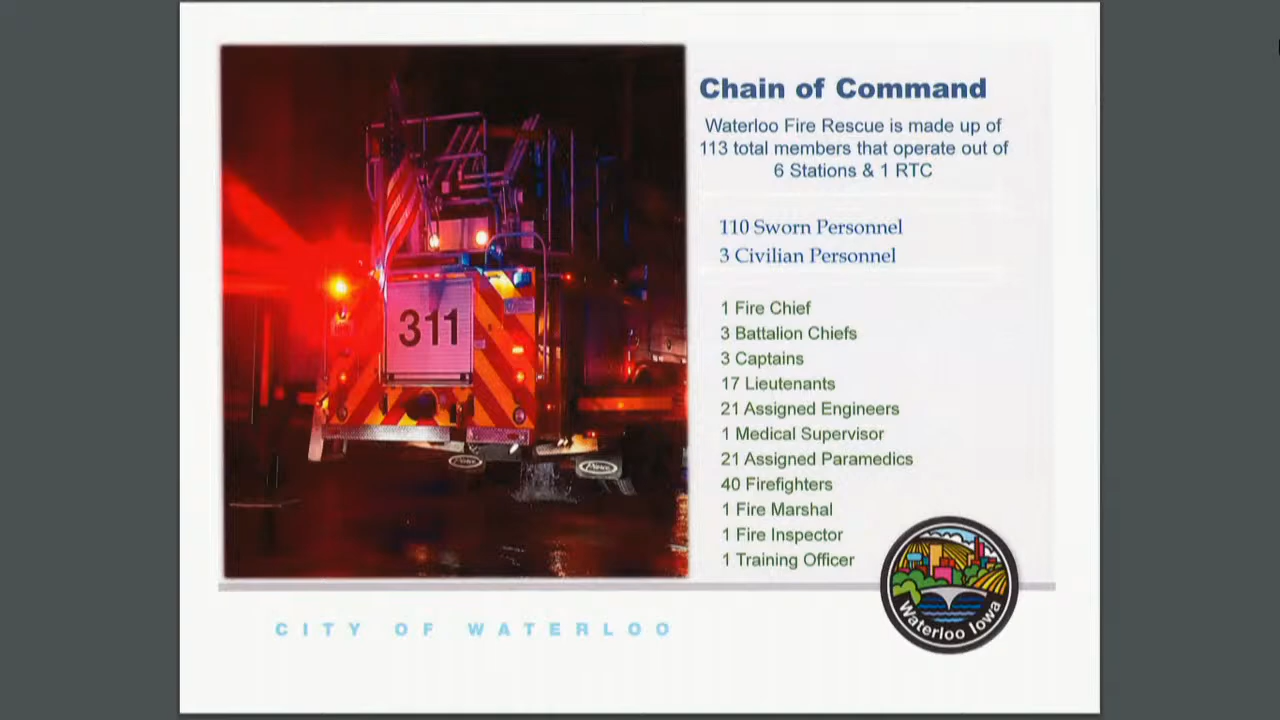 Chain of Command
Waterloo Fire Rescue is made up of
113 total members that operate out of
6 Stations & 1 RTC
110 Sworn Personnel
3 Civilian Personnel
1 Fire Chief
3 Battalion Chiefs
3 Captains
17 Lieutenants
21 Assigned Engineers
1 Medical Supervisor
21 Assigned Paramedics
40 Firefighters
1 Fire Marshal
1 Fire Inspector
1 Training Officer
311
Pierce
Pierce
CITY OF WATERLOO
Waterloo Iowa